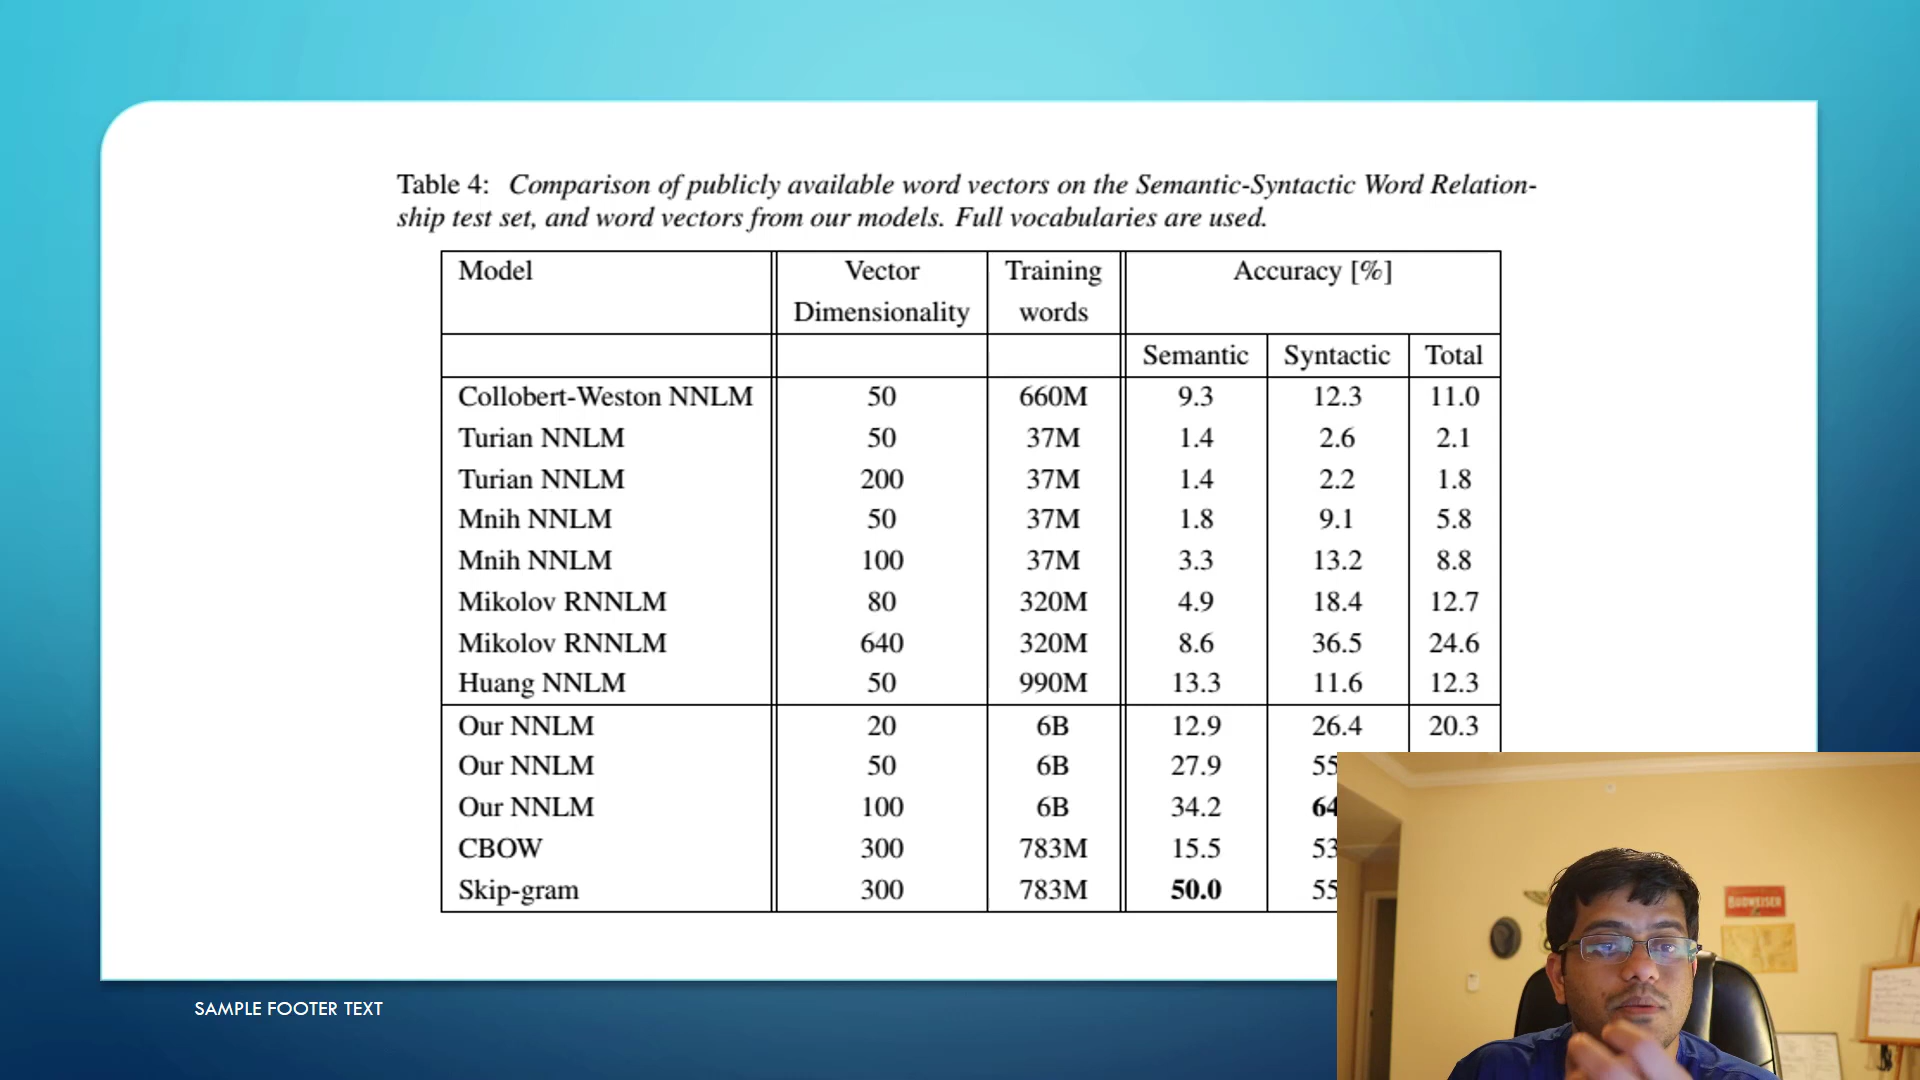 Table 4: Comparison of publicly available word vectors on the Semantic-Syntactic Word Relation-
ship test set, and word vectors from our models. Full vocabularies are used.
Model Vector Training Accuracy [%]
Dimensionality words
Semantic Syntactic Total
Collobert-Weston NNLM 50 660M 9.3 12.3 11.0
Turian NNLM 50 37M 1.4 2.6 2.1
Turian NNLM 200 37M 1.4 2.2 1.8
Mnih NNLM 50 37M 1.8 9.1 5.8
Mnih NNLM 100 37M 3.3 13.2 8.8
Mikolov RNNLM 80 320M 4.9 18.4 12.7
Mikolov RNNLM 640 320M 8.6 36.5 24.6
Huang NNLM 50 990M 13.3 11.6 12.3
Our NNLM 20 6B 12.9 26.4 20.3
Our NNLM 50 6B 27.9 55
Our NNLM 100 6B 34.2 64
CBOW 300 783M 15.5 53
Skip-gram 300 783M 50.0 55
BUDWEISER
SAMPLE FOOTER TEXT